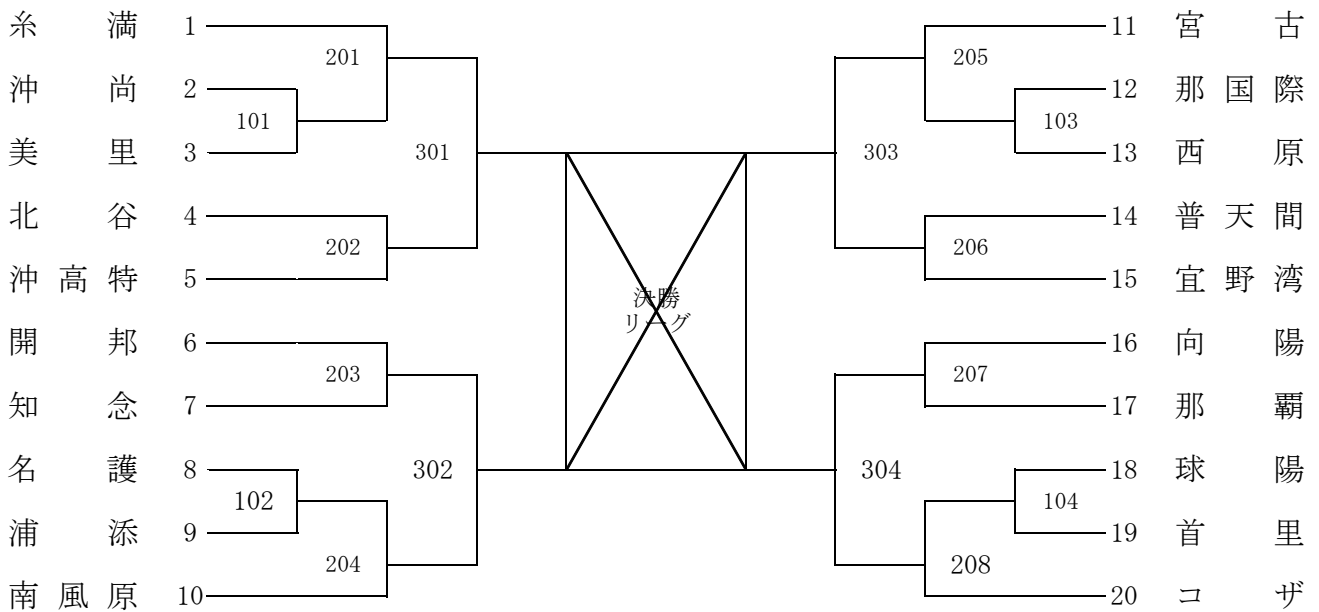 糸満 1
201
沖尚 2
101
美里 3
301
北谷 4
202
沖高特 5
開邦 6
203
知念 7
名護 8
302
102
浦添 9
204
南風原 10
決勝
リーグ
11 宮古
205
12 那国際
103
13 西原
303
14 普天間
206
15 宜野湾
16 向陽
207
17 那覇
18 球陽
304
104
19 首里
208
20 コザ